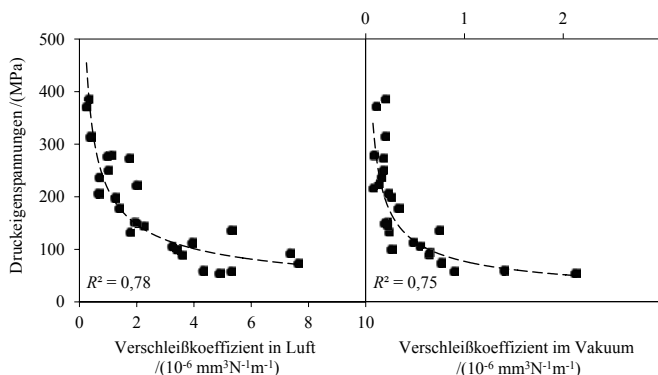 0 1 2
500
400
300
200
100
0
Druckeigenspannungen /(MPa)
R² = 0,78
R² = 0,75
0 2 4 6 8 10
Verschleißkoeffizient in Luft
/(10⁻⁶ mm³N⁻¹m⁻¹)
Verschleißkoeffizient im Vakuum
/(10⁻⁶ mm³N⁻¹m⁻¹)